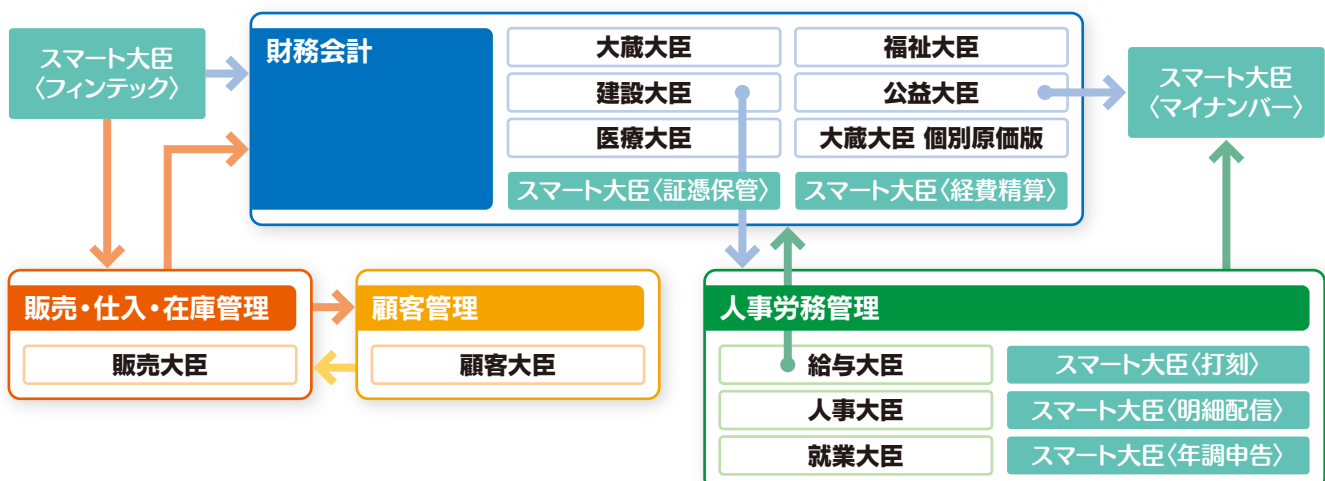 スマート大臣
〈フィンテック〉
財務会計
大蔵大臣
福祉大臣
建設大臣
公益大臣
医療大臣
大蔵大臣 個別原価版
スマート大臣〈証憑保管〉
スマート大臣〈経費精算〉
スマート大臣
〈マイナンバー〉
販売・仕入・在庫管理
販売大臣
顧客管理
顧客大臣
人事労務管理
給与大臣
スマート大臣〈打刻〉
人事大臣
スマート大臣〈明細配信〉
就業大臣
スマート大臣〈年調申告〉